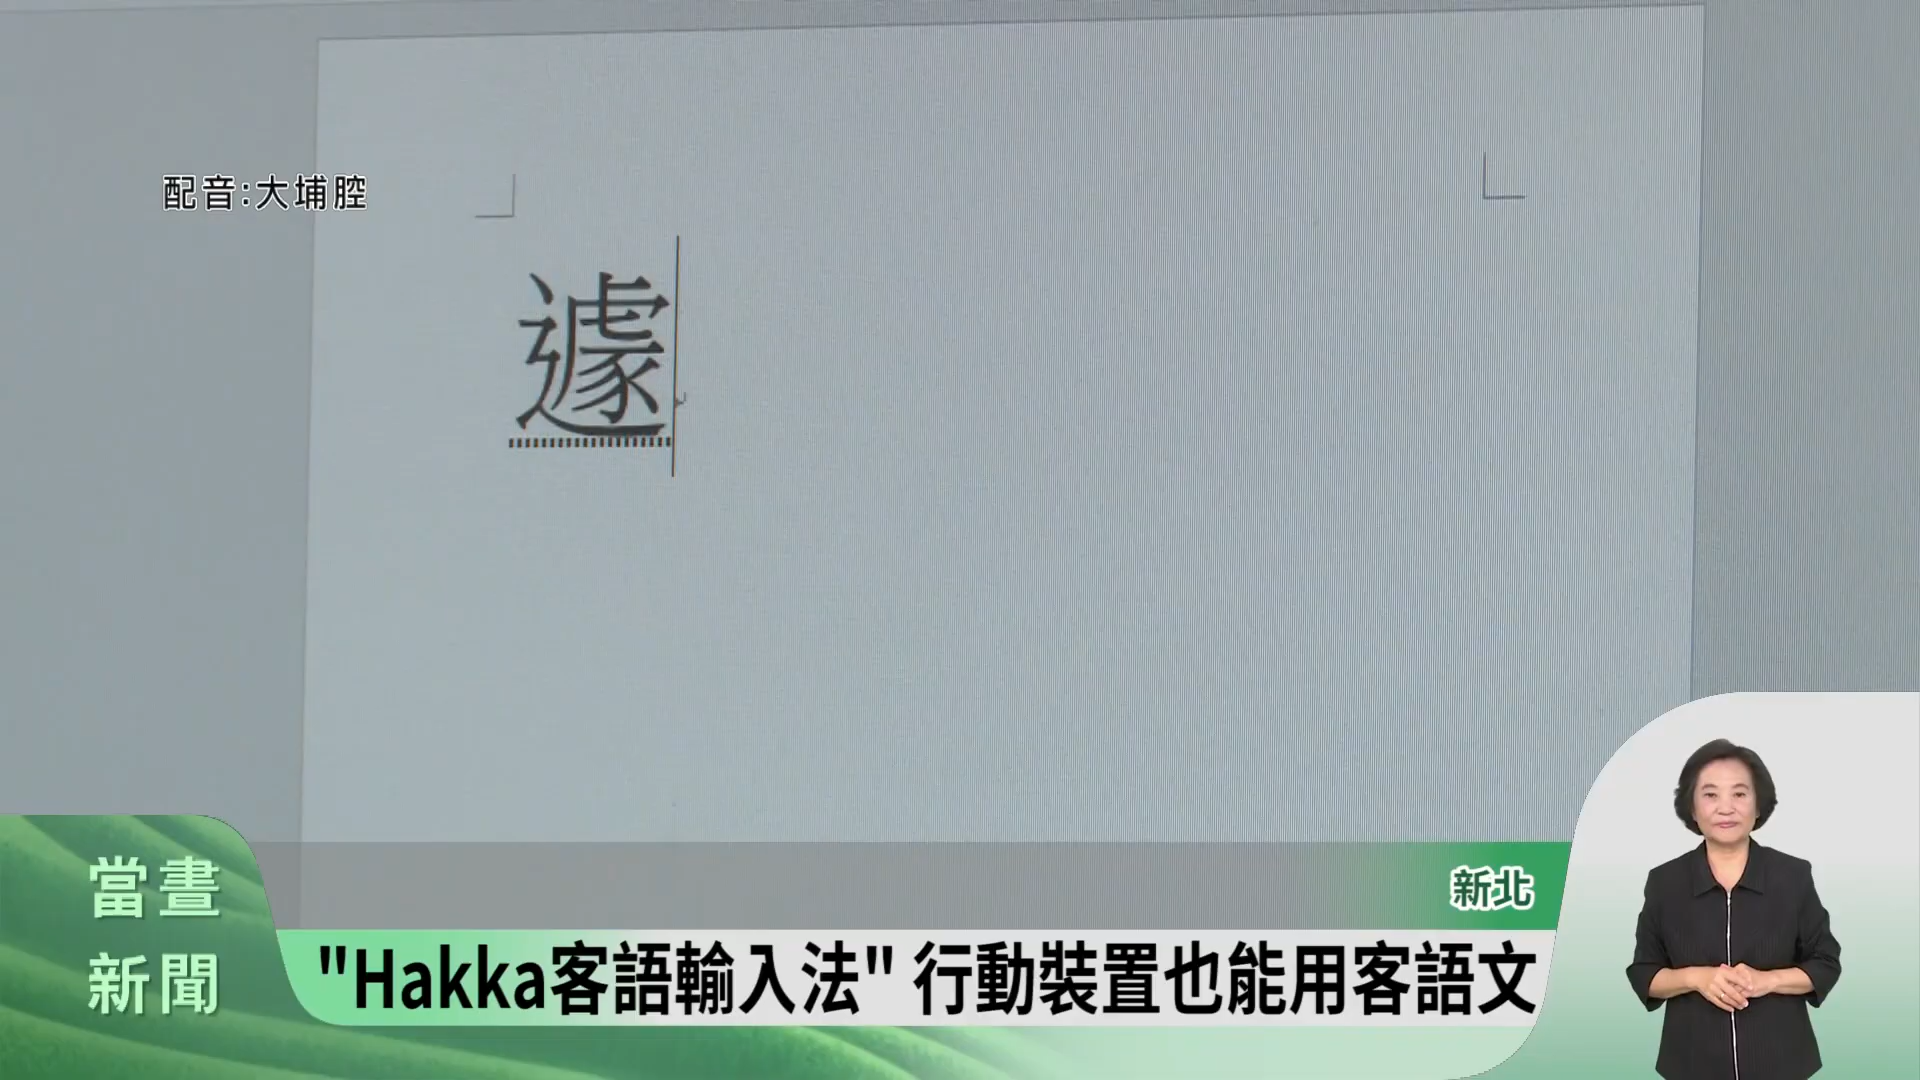 配音:大埔腔
遽
新北
當晝
新聞
"Hakka客語輸入法" 行動裝置也能用客語文